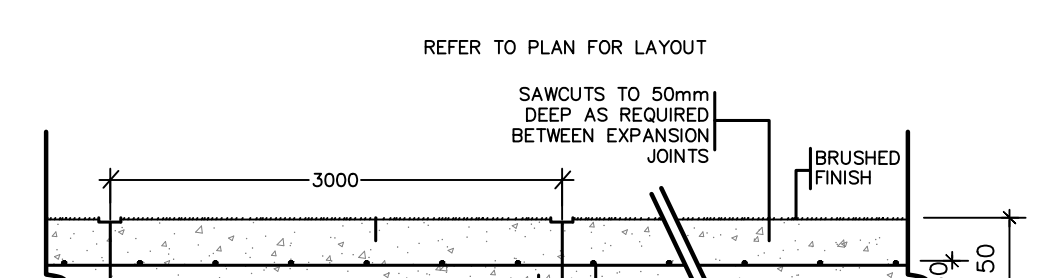 REFER TO PLAN FOR LAYOUT
SAWCUTS TO 50mm
DEEP AS REQUIRED
BETWEEN EXPANSION
JOINTS
BRUSHED
FINISH
3000
50